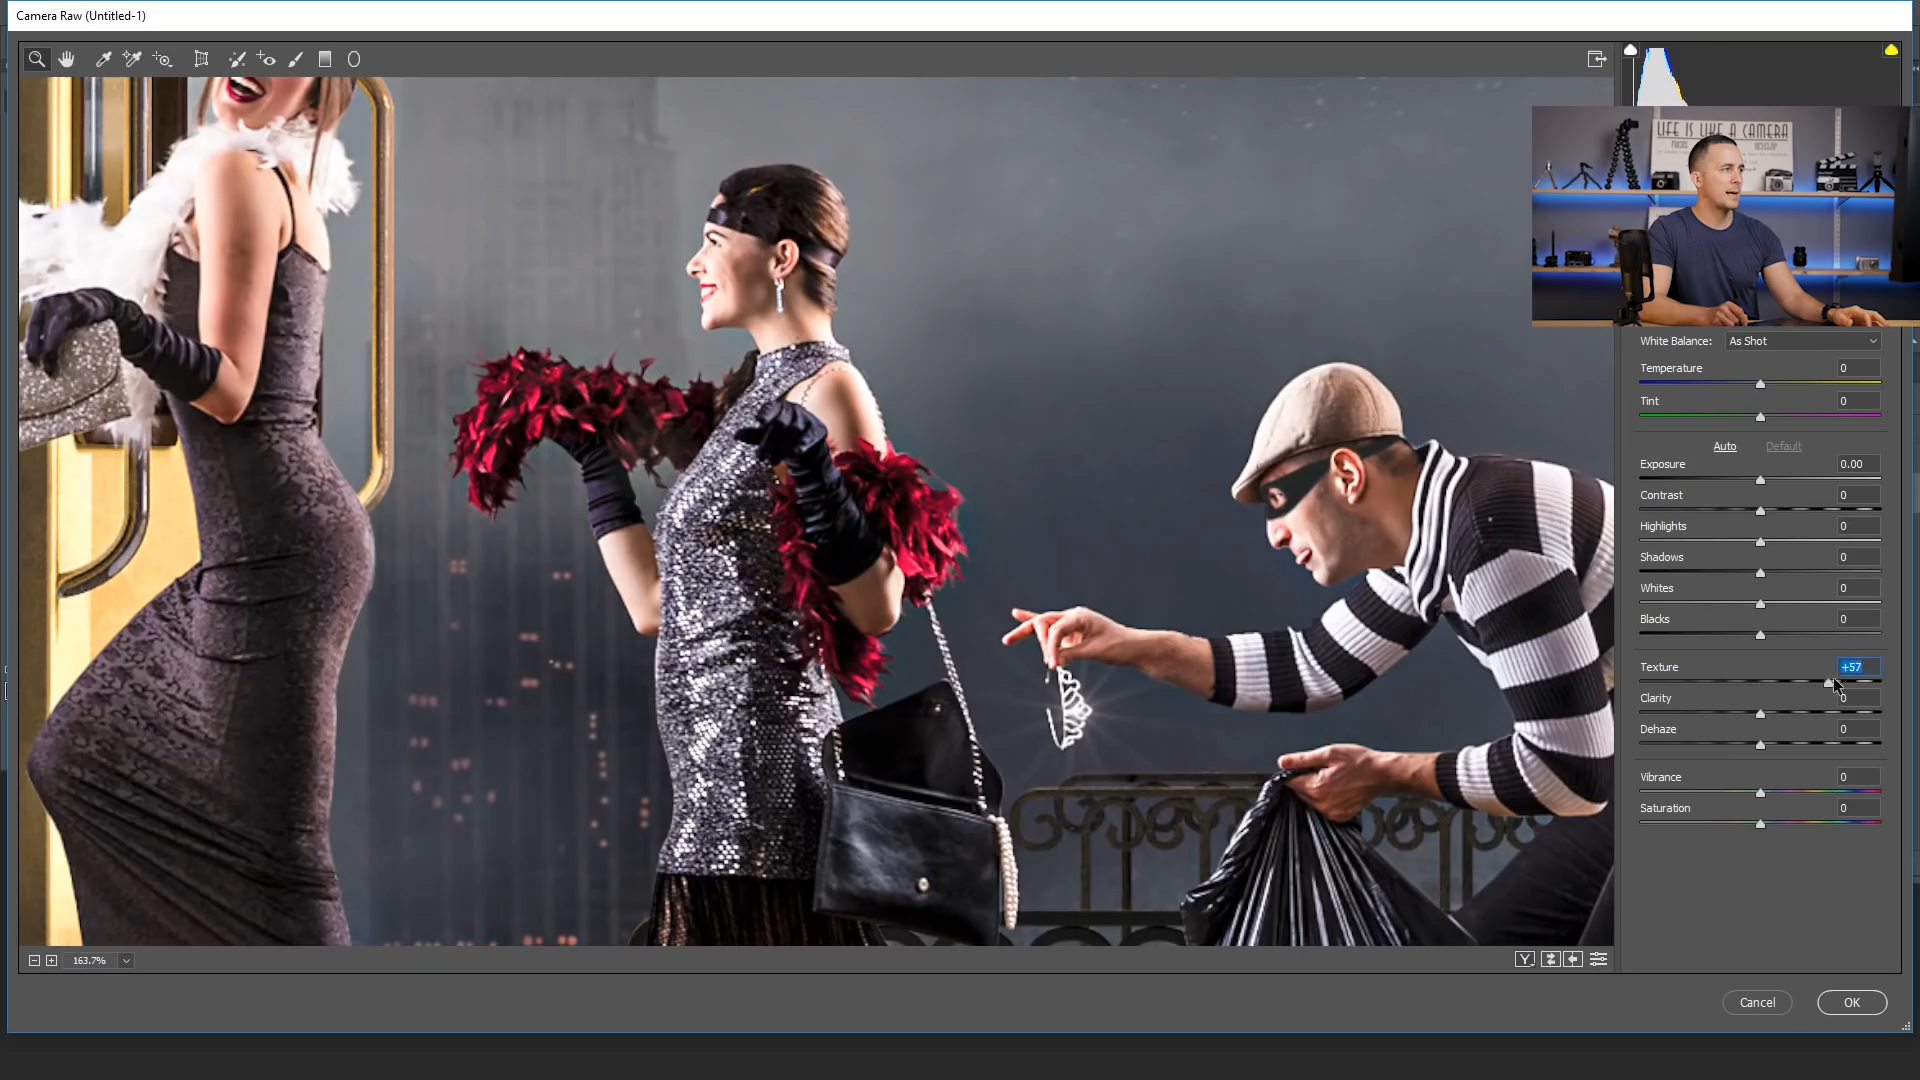 Camera Raw (Untitled-1)
LIFE IS LIKE A CAMERA
FOCUS
DEVELOP
White Balance: As Shot
Temperature 0
Tint 0
Auto Default
Exposure 0.00
Contrast 0
Highlights 0
Shadows 0
Whites 0
Blacks 0
Texture +57
Clarity 0
Dehaze 0
Vibrance 0
Saturation 0
163.7%
Y
Cancel OK